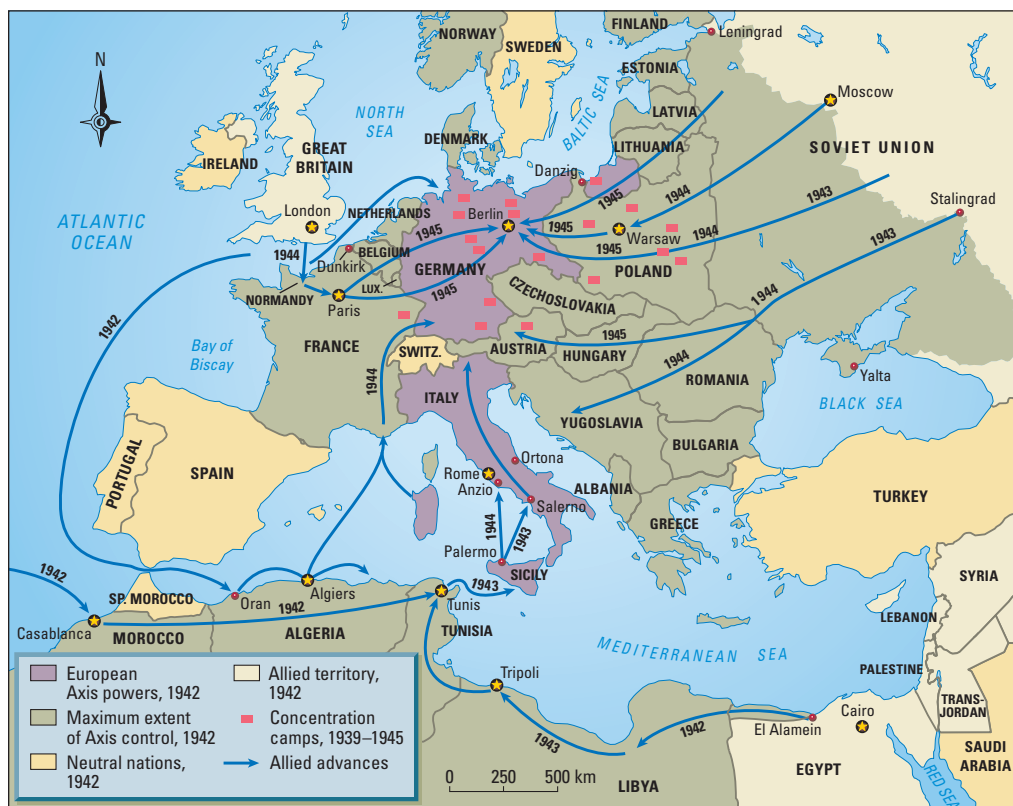 N
NORWAY
SWEDEN
FINLAND
Leningrad
ESTONIA
Moscow
NORTH
SEA
BALTIC SEA
LATVIA
DENMARK
LITHUANIA
SOVIET UNION
IRELAND
GREAT
BRITAIN
Danzig
1945
1944
1943
Stalingrad
ATLANTIC
OCEAN
London
NETHERLANDS
Berlin
1945
1945
Warsaw
1944
1943
1944
Dunkirk
BELGIUM
1945
GERMANY
POLAND
NORMANDY
LUX.
Paris
1945
CZECHOSLOVAKIA
1944
1942
Bay of
Biscay
FRANCE
SWITZ.
AUSTRIA
1945
HUNGARY
1944
1944
ROMANIA
Yalta
ITALY
BLACK SEA
YUGOSLAVIA
BULGARIA
PORTUGAL
SPAIN
Ortona
Rome
Anzio
ALBANIA
TURKEY
Salerno
GREECE
1944
1943
Palermo
SICILY
SYRIA
1942
SP. MOROCCO
Oran
Algiers
1942
1943
Tunis
LEBANON
Casablanca
MOROCCO
ALGERIA
TUNISIA
MEDITERRANEAN SEA
PALESTINE
Tripoli
TRANS-
JORDAN
Cairo
El Alamein
1942
1943
SAUDI
ARABIA
LIBYA
EGYPT
RED SEA
European
Axis powers, 1942
Maximum extent
of Axis control, 1942
Neutral nations,
1942
Allied territory,
1942
Concentration
camps, 1939–1945
Allied advances
0 250 500 km